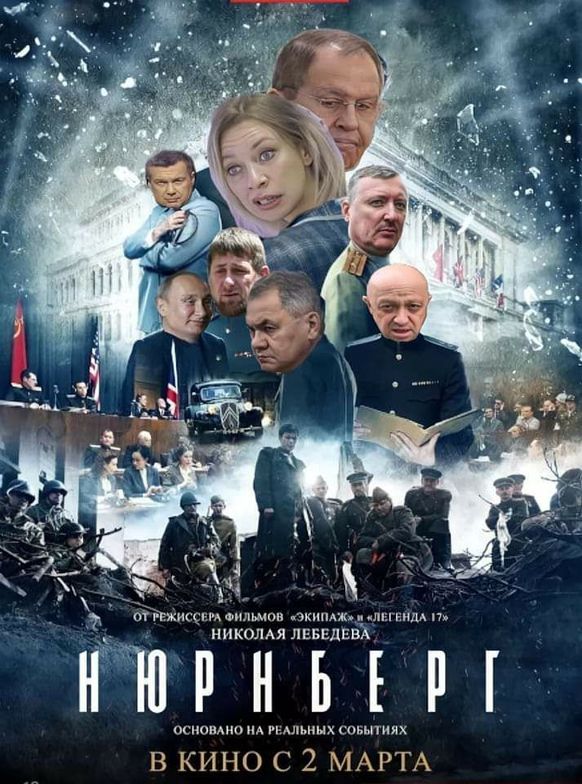 ОТ РЕЖИССЕРА ФИЛЬМОВ «ЭКИПАЖ» и «ЛЕГЕНДА 17»
НИКОЛАЯ ЛЕБЕДЕВА
НЮРНБЕРГ
ОСНОВАНО НА РЕАЛЬНЫХ СОБЫТИЯХ
В КИНО С 2 МАРТА